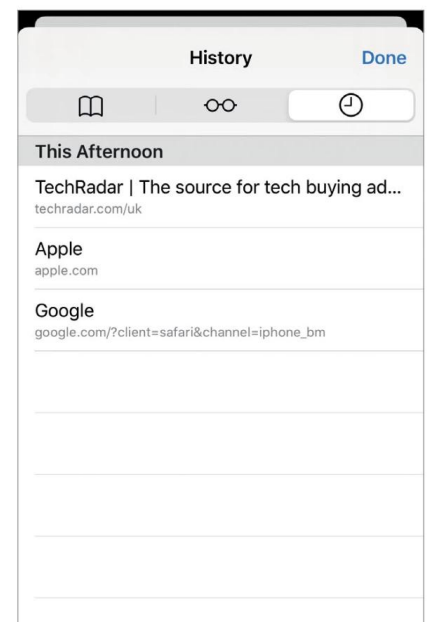 History
Done
This Afternoon
TechRadar | The source for tech buying ad...
techradar.com/uk
Apple
apple.com
Google
google.com/?client=safari&channel=iphone_bm